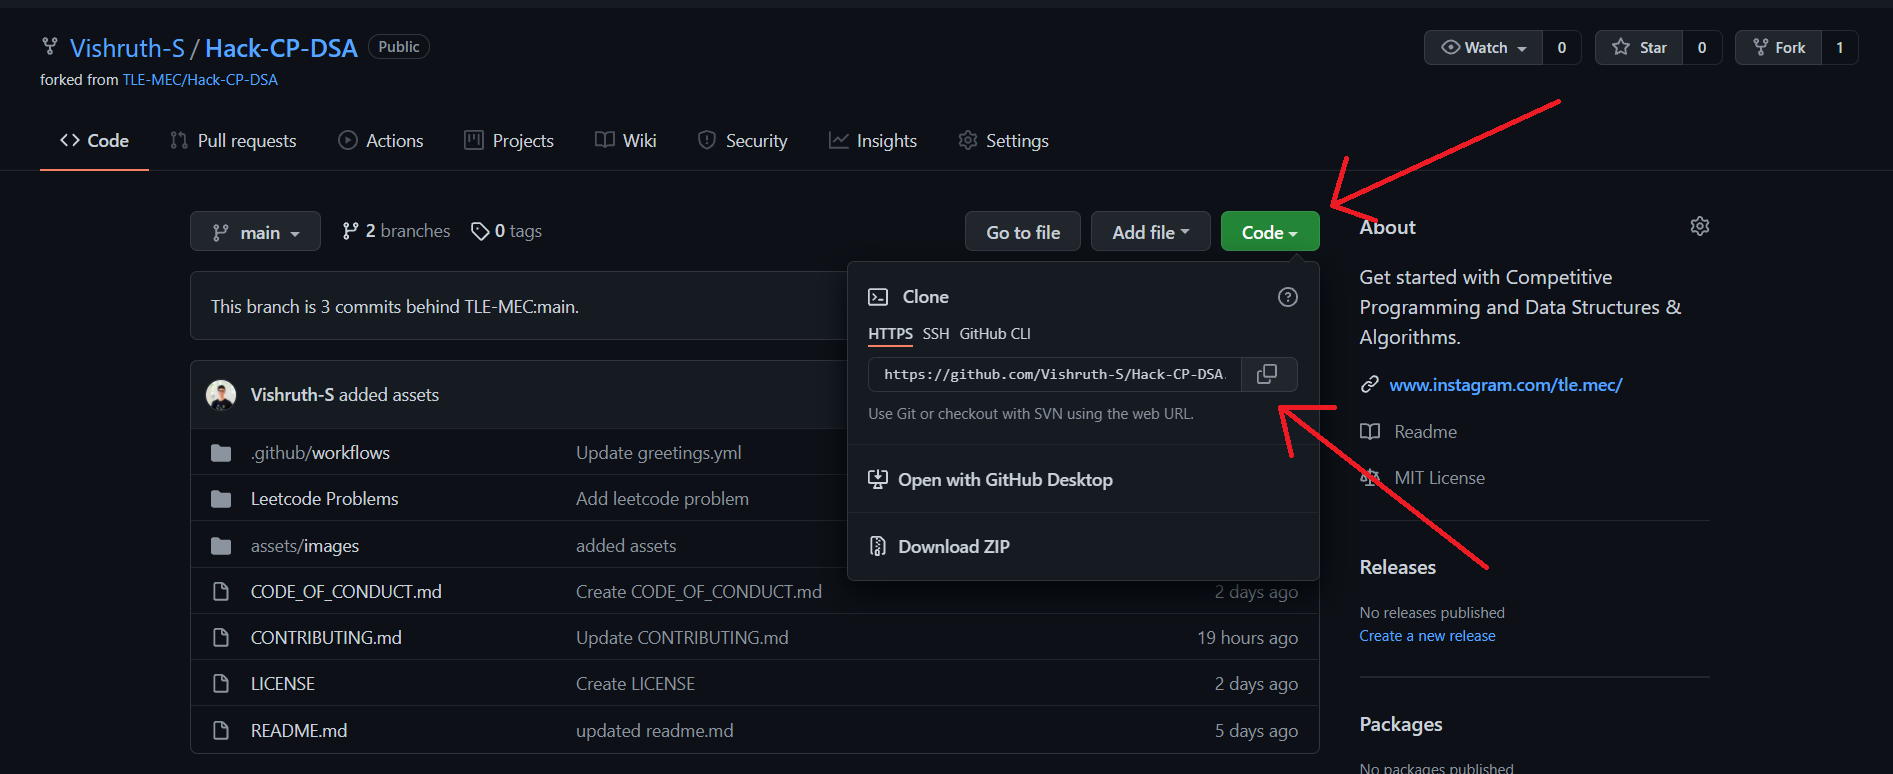 Vishruth-S / Hack-CP-DSA Public
Watch 0 Star 0 Fork 1
forked from TLE-MEC/Hack-CP-DSA
Code Pull requests Actions Projects Wiki Security Insights Settings
main 2 branches 0 tags Go to file Add file Code
This branch is 3 commits behind TLE-MEC:main.
Vishruth-S added assets
.github/workflows Update greetings.yml
Leetcode Problems Add leetcode problem
assets/images added assets
CODE_OF_CONDUCT.md Create CODE_OF_CONDUCT.md 2 days ago
CONTRIBUTING.md Update CONTRIBUTING.md 19 hours ago
LICENSE Create LICENSE 2 days ago
README.md updated readme.md 5 days ago
Clone
HTTPS SSH GitHub CLI
https://github.com/Vishruth-S/Hack-CP-DSA.
Use Git or checkout with SVN using the web URL.
Open with GitHub Desktop
Download ZIP
About
Get started with Competitive
Programming and Data Structures &
Algorithms.
www.instagram.com/tle.mec/
Readme
MIT License
Releases
No releases published
Create a new release
Packages
No packages published